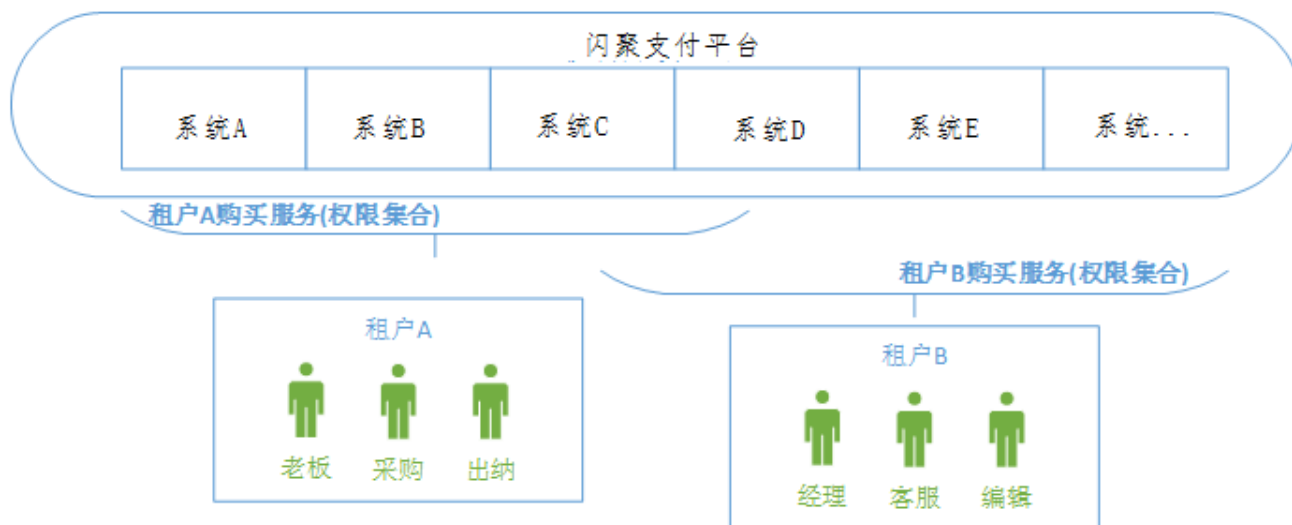 闪聚支付平台
系统A 系统B 系统C 系统D 系统E 系统...
租户A购买服务(权限集合)
租户B购买服务(权限集合)
租户A
老板 采购 出纳
租户B
经理 客服 编辑